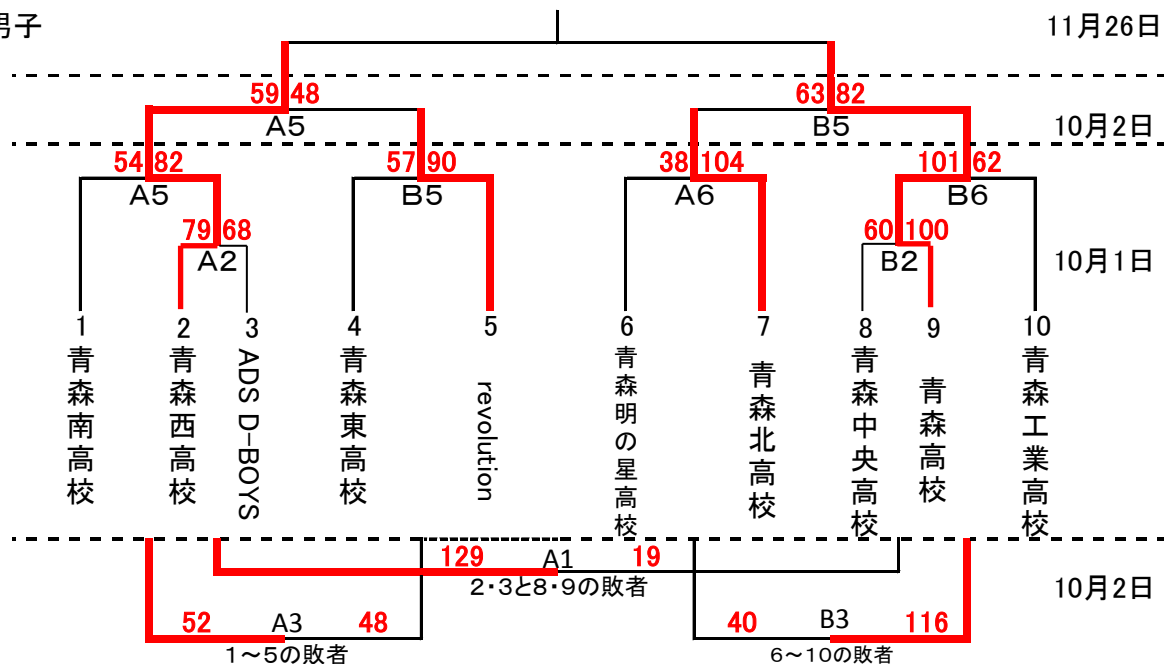 男子
11月26日
59 48
63 82
A5
B5
10月2日
54 82
57 90
38 104
101 62
A5
B5
A6
B6
79 68
60 100
A2
B2
10月1日
1
2
3
4
5
6
7
8
9
10
青森南高校
青森西高校
ADS D-BOYS
青森東高校
revolution
青森明の星高校
青森北高校
青森中央高校
青森高校
青森工業高校
129 A1 19
2・3と8・9の敗者
10月2日
52 A3 48
40 B3 116
1～5の敗者
6～10の敗者